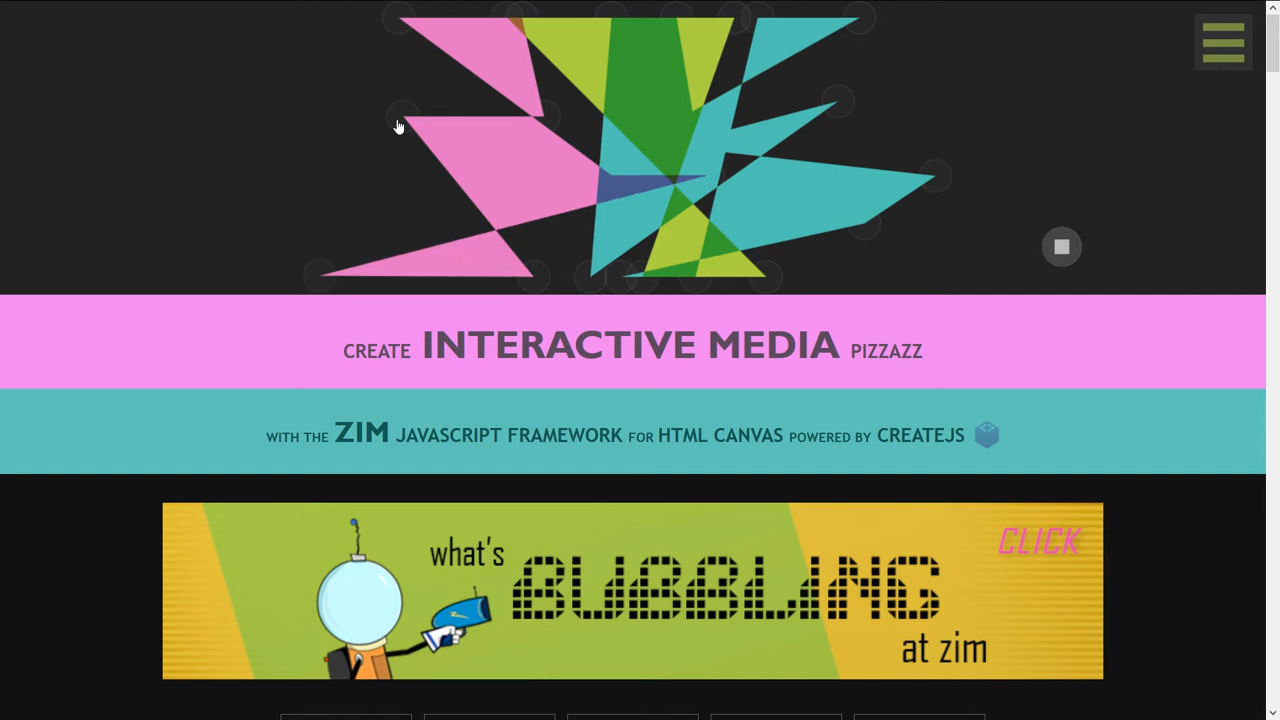 CREATE INTERACTIVE MEDIA PIZZAZZ
WITH THE ZIM JAVASCRIPT FRAMEWORK FOR HTML CANVAS POWERED BY CREATEJS
CLICK
what's BUBBLING
at zim